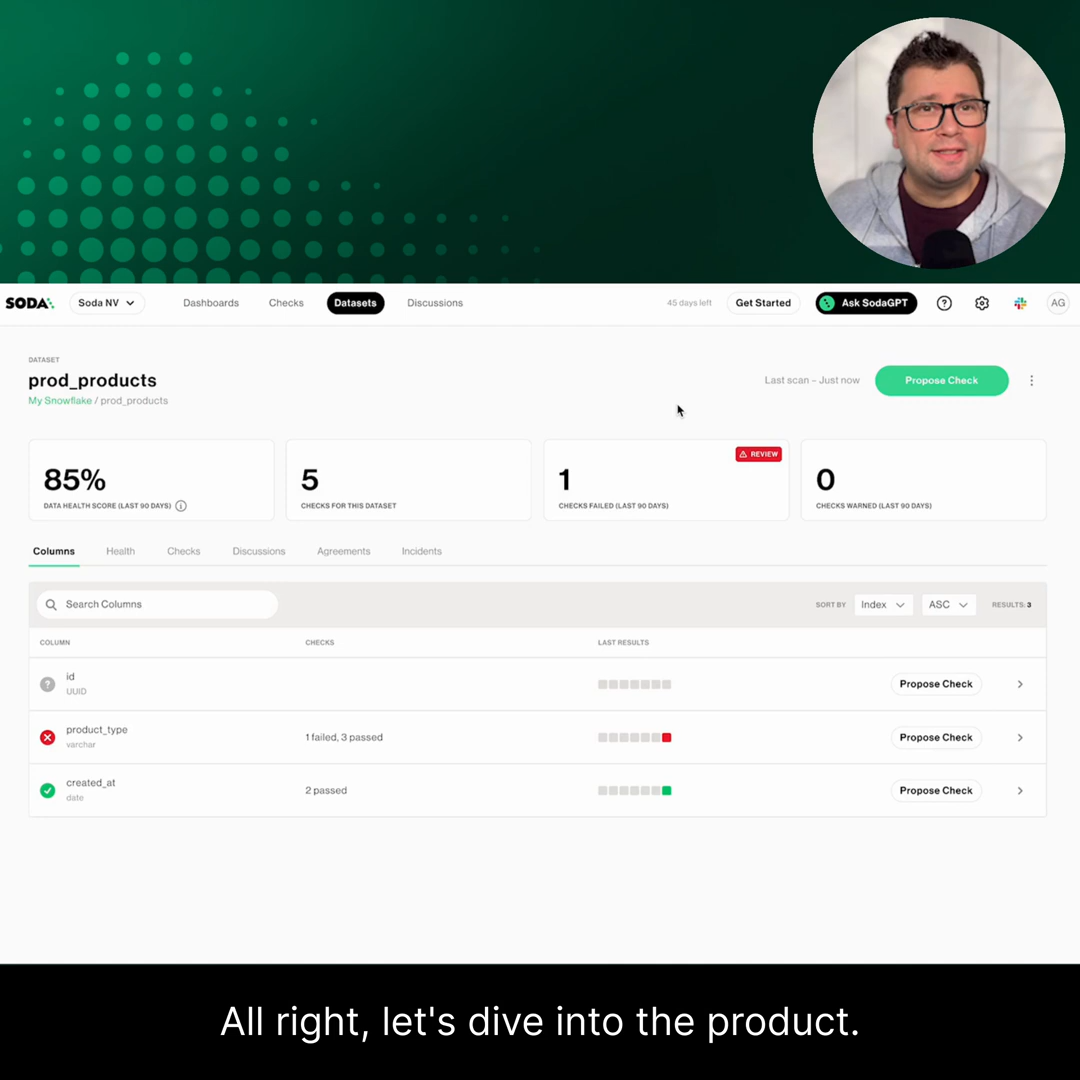 SODA
Soda NV
Dashboards
Checks
Datasets
Discussions
45 days left
Get Started
Ask SodaGPT
?
AG
DATASET
prod_products
My Snowflake / prod_products
Last scan – Just now
Propose Check
85%
DATA HEALTH SCORE (LAST 90 DAYS)
5
CHECKS FOR THIS DATASET
REVIEW
1
CHECKS FAILED (LAST 90 DAYS)
0
CHECKS WARNED (LAST 90 DAYS)
Columns
Health
Checks
Discussions
Agreements
Incidents
Search Columns
SORT BY
Index
ASC
RESULTS: 3
COLUMN
CHECKS
LAST RESULTS
?
id
UUID
Propose Check
product_type
varchar
1 failed, 3 passed
Propose Check
created_at
date
2 passed
Propose Check
All right, let's dive into the product.